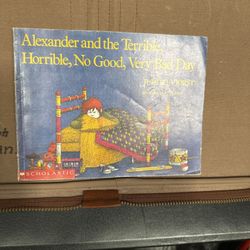 Alexander and the Terrible,
Horrible, No Good, Very Bad Day
SCHOLASTIC